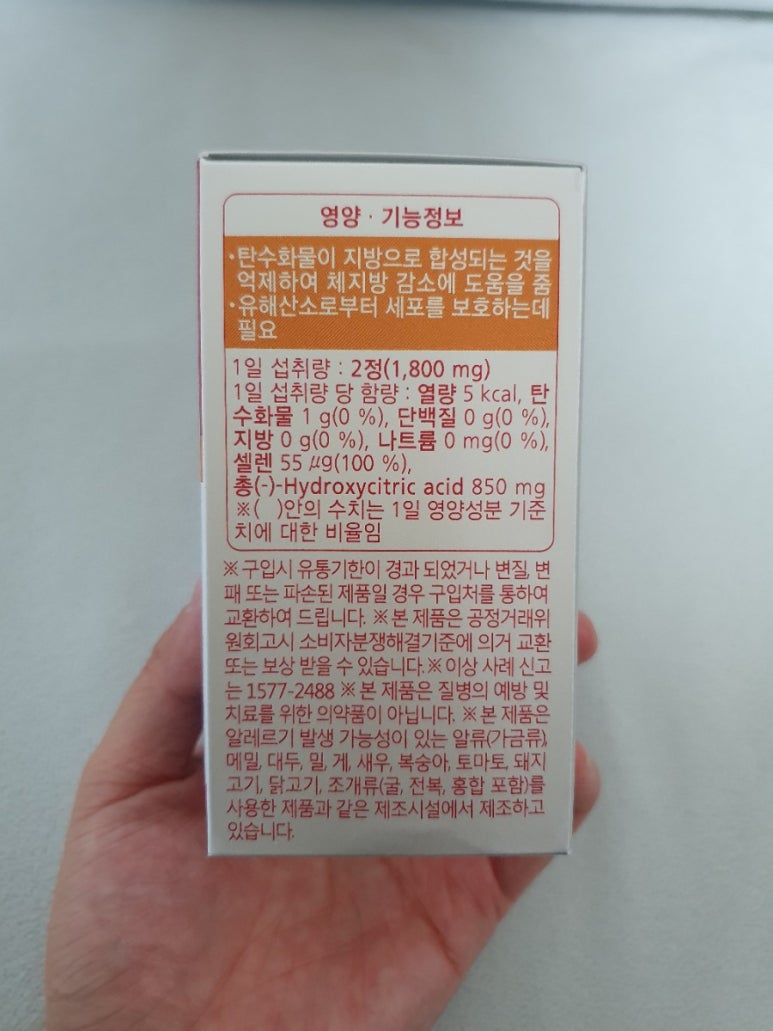 영양 · 기능정보
·탄수화물이 지방으로 합성되는 것을
억제하여 체지방 감소에 도움을 줌
·유해산소로부터 세포를 보호하는데
필요
1일 섭취량 : 2정(1,800 mg)
1일 섭취량 당 함량 : 열량 5 kcal, 탄
수화물 1 g(0 %), 단백질 0 g(0 %),
지방 0 g(0 %), 나트륨 0 mg(0 %),
셀렌 55 μg(100 %),
총(-)-Hydroxycitric acid 850 mg
※( )안의 수치는 1일 영양성분 기준
치에 대한 비율임
※ 구입시 유통기한이 경과 되었거나 변질, 변
패 또는 파손된 제품일 경우 구입처를 통하여
교환하여 드립니다. ※ 본 제품은 공정거래위
원회고시 소비자분쟁해결기준에 의거 교환
또는 보상 받을 수 있습니다.※ 이상 사례 신고
는 1577-2488 ※ 본 제품은 질병의 예방 및
치료를 위한 의약품이 아닙니다. ※ 본 제품은
알레르기 발생 가능성이 있는 알류(가금류),
메밀, 대두, 밀, 게, 새우, 복숭아, 토마토, 돼지
고기, 닭고기, 조개류(굴, 전복, 홍합 포함)를
사용한 제품과 같은 제조시설에서 제조하고
있습니다.